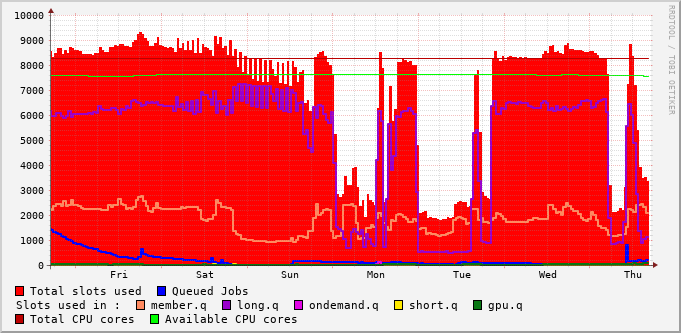 10000
9000
8000
7000
6000
5000
4000
3000
2000
1000
0
Fri Sat Sun Mon Tue Wed Thu
RRDTOOL / TOBI OETIKER
Total slots used Queued Jobs
Slots used in : member.q long.q ondemand.q short.q gpu.q
Total CPU cores Available CPU cores